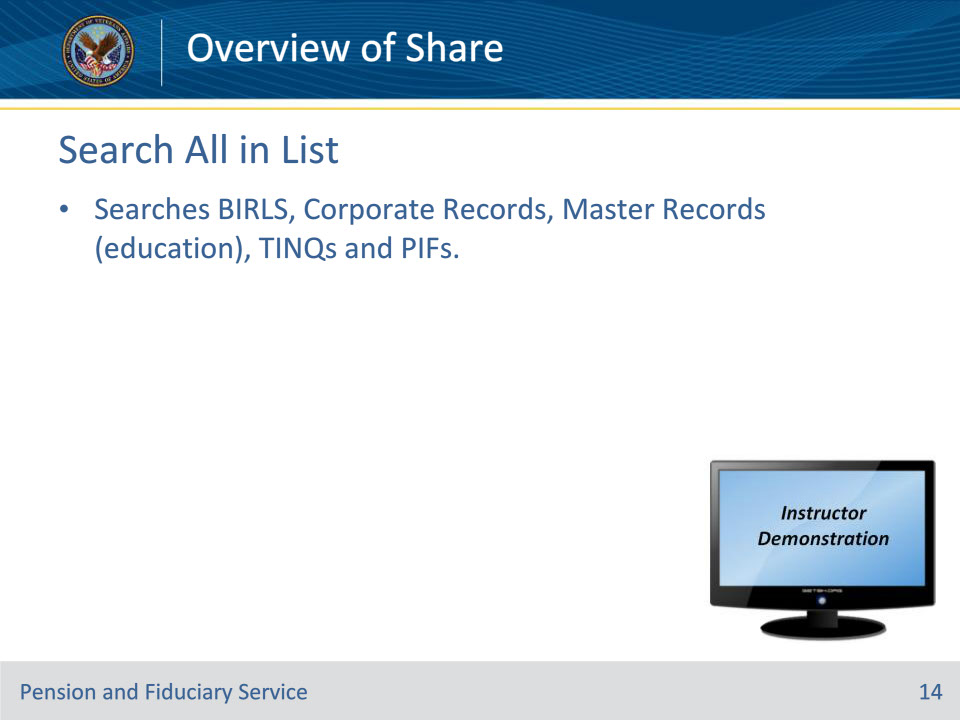 Overview of Share
Search All in List
• Searches BIRLS, Corporate Records, Master Records
(education), TINQs and PIFs.
Instructor
Demonstration
Pension and Fiduciary Service
14